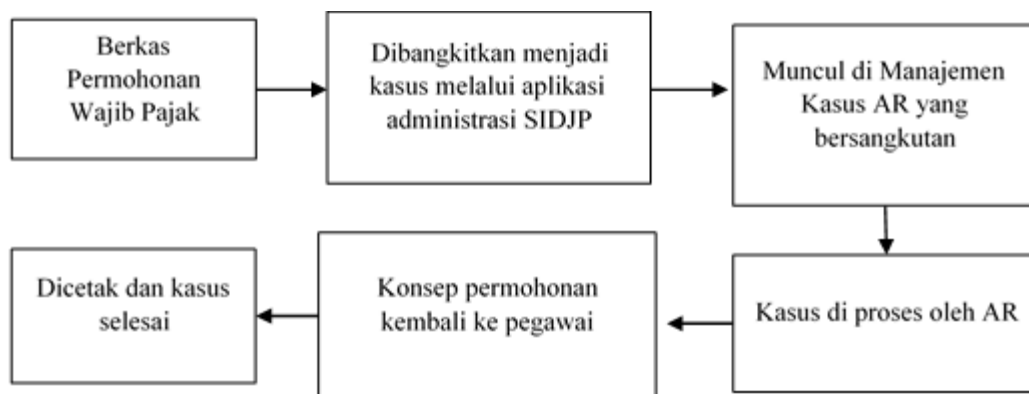 Berkas
Permohonan
Wajib Pajak
Dibangkitkan menjadi
kasus melalui aplikasi
administrasi SIDJP
Muncul di Manajemen
Kasus AR yang
bersangkutan
Kasus di proses oleh AR
Konsep permohonan
kembali ke pegawai
Dicetak dan kasus
selesai